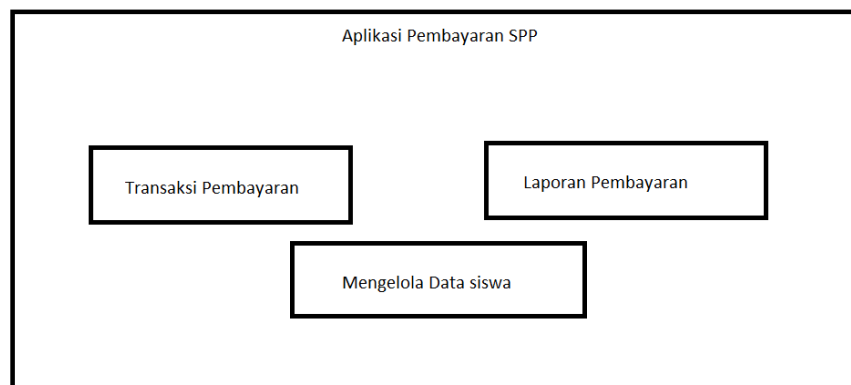 Aplikasi Pembayaran SPP
Transaksi Pembayaran
Laporan Pembayaran
Mengelola Data siswa